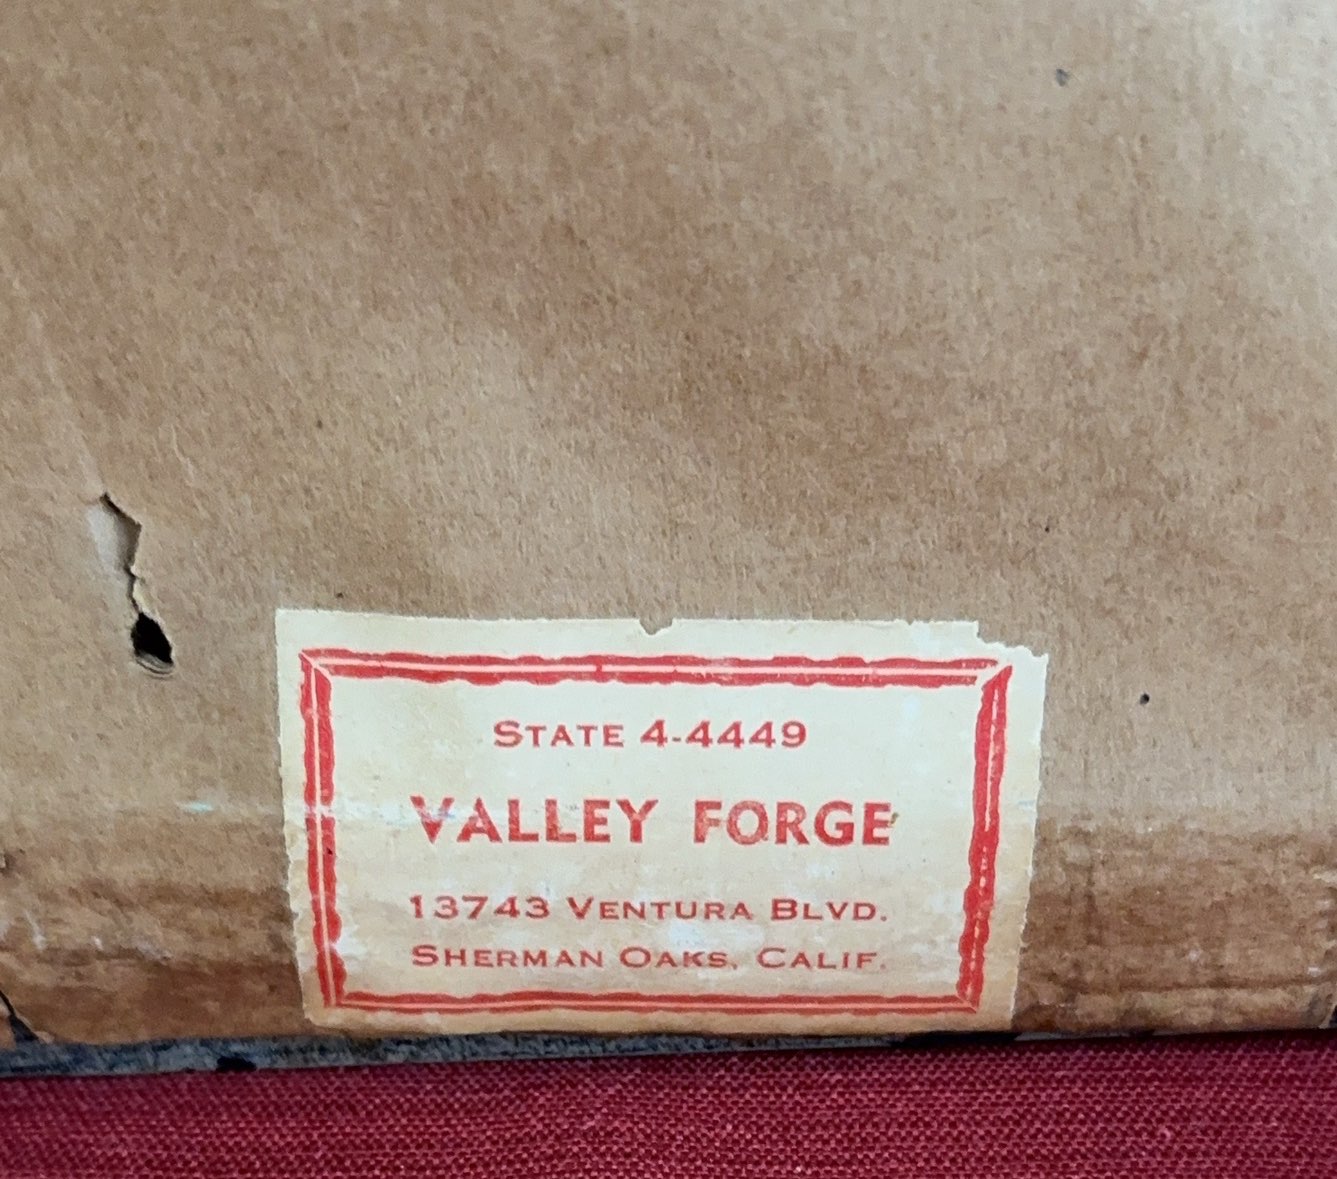 STATE 4-4449
VALLEY FORGE
13743 VENTURA BLVD.
SHERMAN OAKS, CALIF.